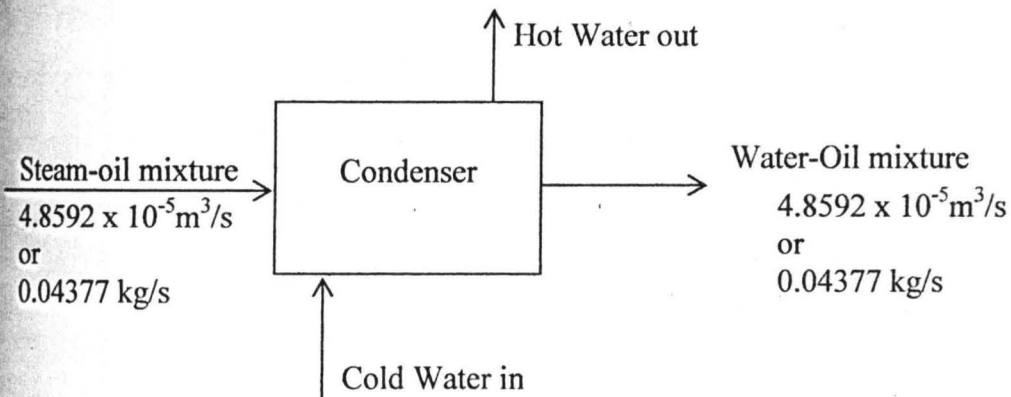 Hot Water out
Steam-oil mixture
4.8592 x 10⁻⁵m³/s
or
0.04377 kg/s
Condenser
Water-Oil mixture
4.8592 x 10⁻⁵m³/s
or
0.04377 kg/s
Cold Water in